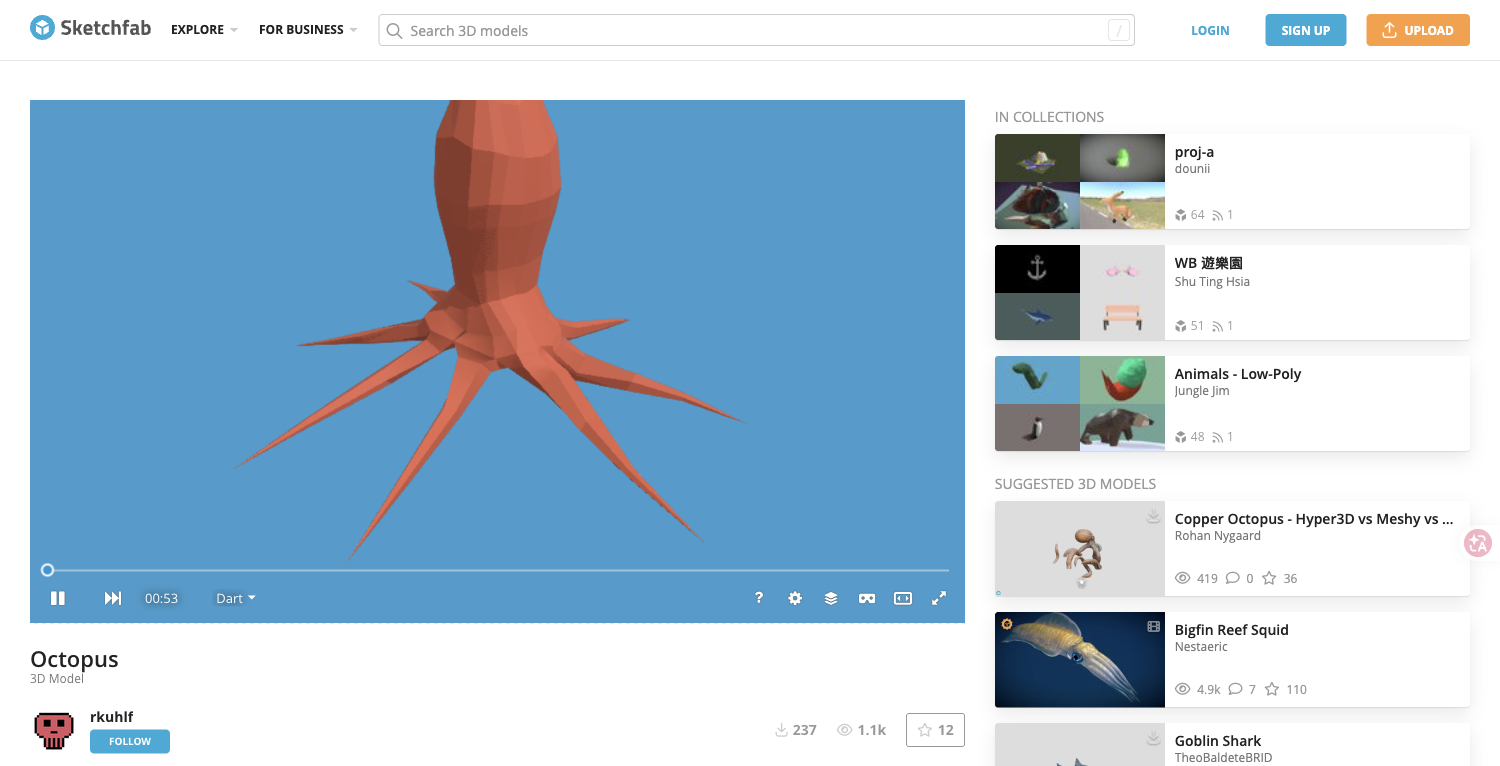 Sketchfab
EXPLORE
FOR BUSINESS
Search 3D models
/
LOGIN
SIGN UP
UPLOAD
00:53
Dart
?
Octopus
3D Model
rkuhlf
FOLLOW
237
1.1k
12
IN COLLECTIONS
proj-a
dounii
64
1
WB 遊樂園
Shu Ting Hsia
51
1
Animals - Low-Poly
Jungle Jim
48
1
SUGGESTED 3D MODELS
Copper Octopus - Hyper3D vs Meshy vs ...
Rohan Nygaard
419
0
36
Bigfin Reef Squid
Nestaeric
4.9k
7
110
Goblin Shark
TheoBaldeteBRID
A